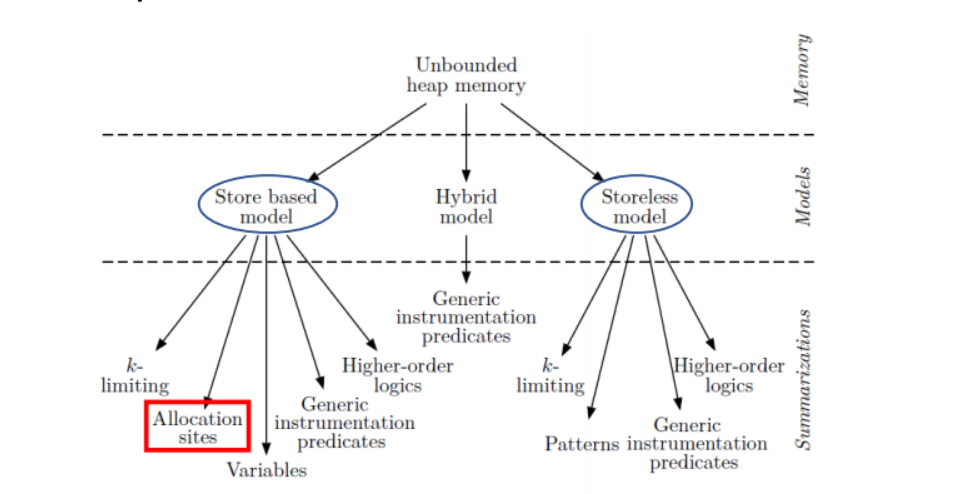 Unbounded
heap memory
Memory
Store based
model
Hybrid
model
Storeless
model
Models
Generic
instrumentation
predicates
k-
limiting
Allocation
sites
Variables
Generic
instrumentation
predicates
Higher-order
logics
k-
limiting
Patterns
Generic
instrumentation
predicates
Higher-order
logics
Summarizations